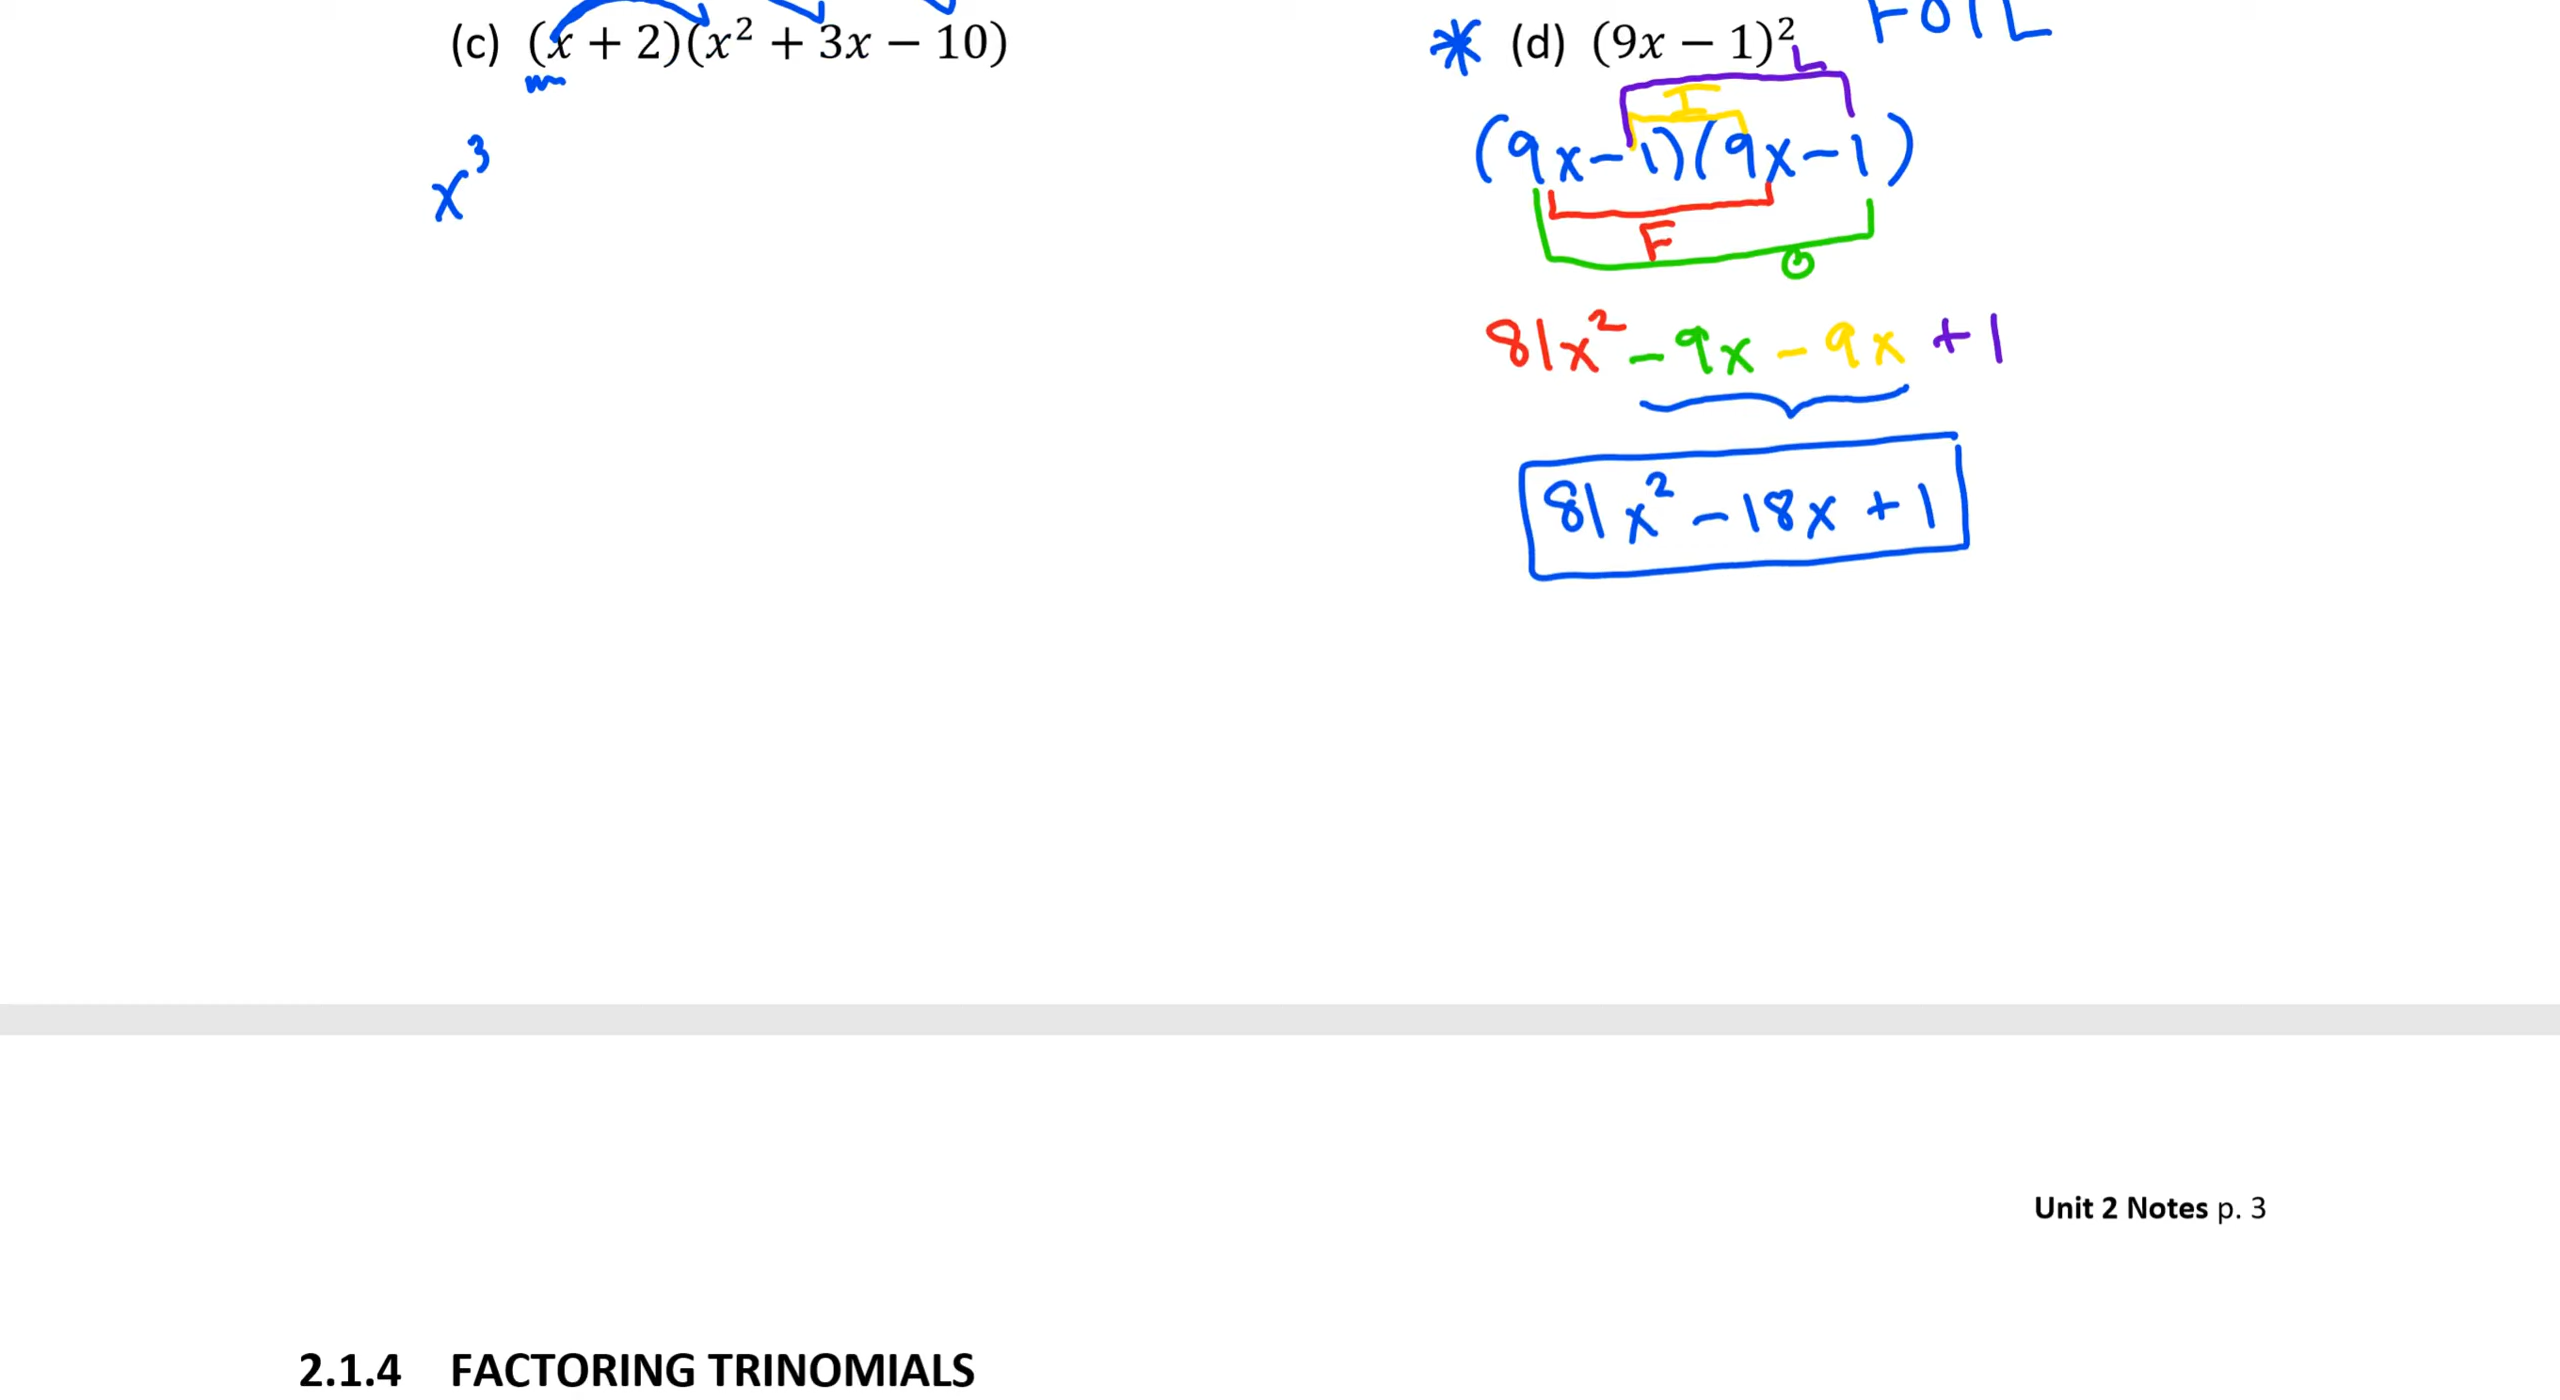 (c) (x + 2)(x² + 3x − 10)
x³
FOIL
* (d) (9x − 1)²
L
I
(9x−1)(9x−1)
F
O
81x² − 9x − 9x + 1
81x² − 18x + 1
Unit 2 Notes p. 3
2.1.4 FACTORING TRINOMIALS